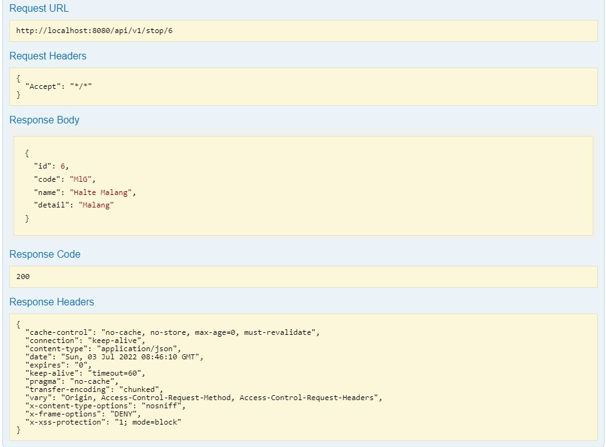 Request URL
http://localhost:8080/api/v1/stop/6
Request Headers
{
"Accept": "*/*"
}
Response Body
{
"id": 6,
"code": "MlG",
"name": "Halte Malang",
"detail": "Malang"
}
Response Code
200
Response Headers
{
"cache-control": "no-cache, no-store, max-age=0, must-revalidate",
"connection": "keep-alive",
"content-type": "application/json",
"date": "Sun, 03 Jul 2022 08:46:10 GMT",
"expires": "0",
"keep-alive": "timeout=60",
"pragma": "no-cache",
"transfer-encoding": "chunked",
"vary": "Origin, Access-Control-Request-Method, Access-Control-Request-Headers",
"x-content-type-options": "nosniff",
"x-frame-options": "DENY",
"x-xss-protection": "1; mode=block"
}